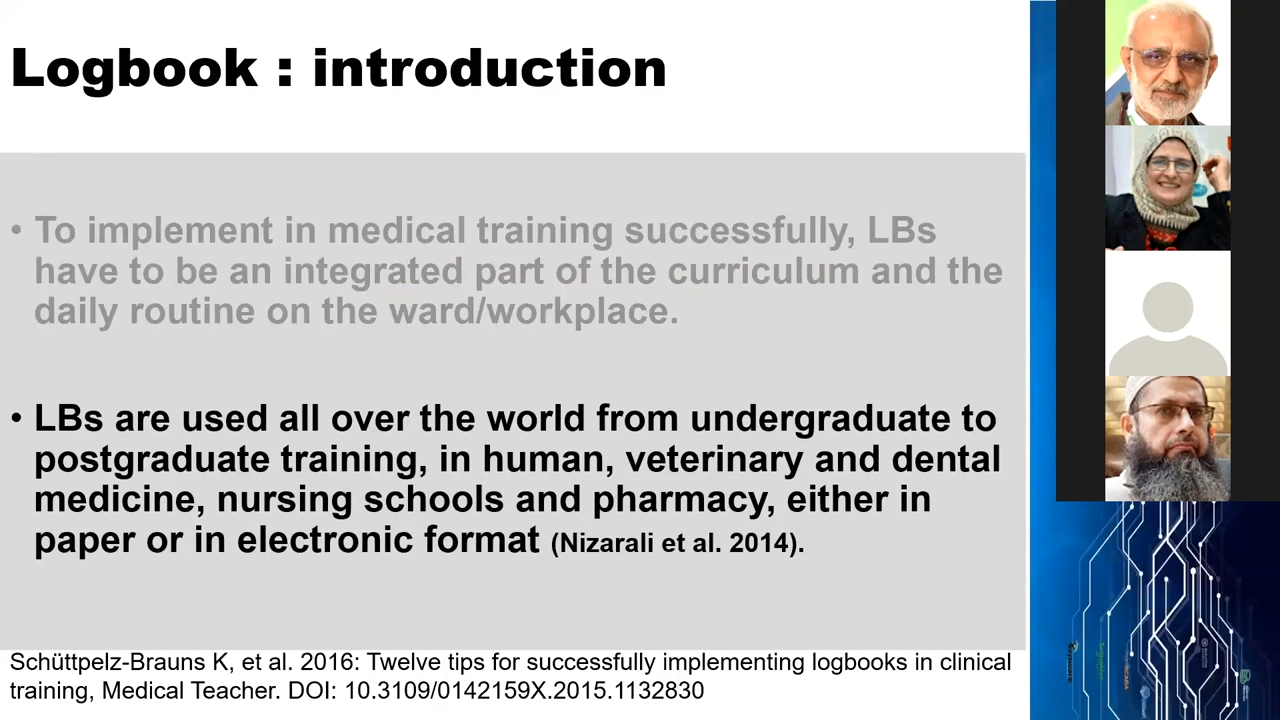 Logbook : introduction
• To implement in medical training successfully, LBs
have to be an integrated part of the curriculum and the
daily routine on the ward/workplace.
• LBs are used all over the world from undergraduate to
postgraduate training, in human, veterinary and dental
medicine, nursing schools and pharmacy, either in
paper or in electronic format (Nizarali et al. 2014).
Schüttpelz-Brauns K, et al. 2016: Twelve tips for successfully implementing logbooks in clinical
training, Medical Teacher. DOI: 10.3109/0142159X.2015.1132830